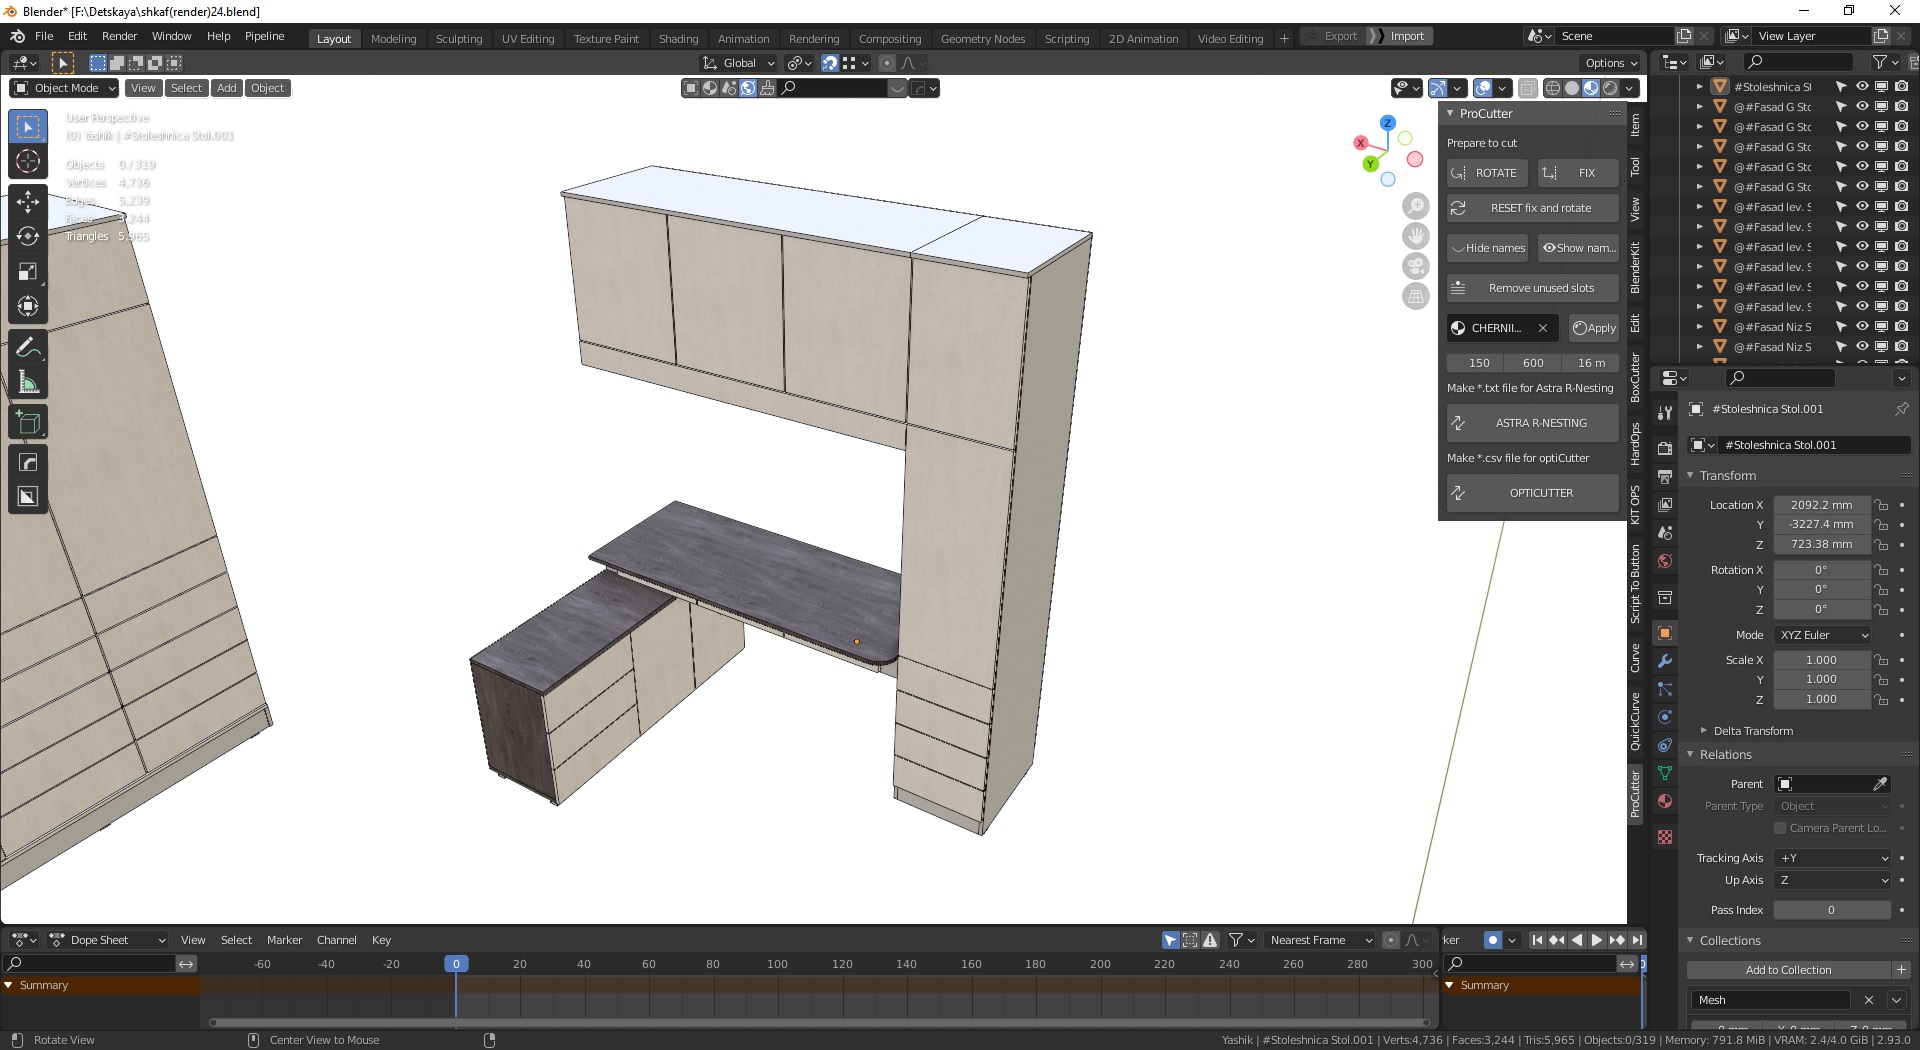 Blender* [F:\Detskaya\shkaf(render)24.blend]
File Edit Render Window Help Pipeline Layout Modeling Sculpting UV Editing Texture Paint Shading Animation Rendering Compositing Geometry Nodes Scripting 2D Animation Video Editing + Export Import Scene View Layer
Global Options
Object Mode View Select Add Object
User Perspective
(0) Yashik | #Stoleshnica Stol.001
Objects 0/319
Vertices 4,736
Edges 5,239
Faces 3,244
Triangles 5,965
Z
X
Y
ProCutter
Prepare to cut
ROTATE FIX
RESET fix and rotate
Hide names Show nam...
Remove unused slots
CHERNII... Apply
150 600 16 m
Make *.txt file for Astra R-Nesting
ASTRA R-NESTING
Make *.csv file for optiCutter
OPTICUTTER
Item
Tool
View
BlenderKit
Edit
BoxCutter
HardOps
KIT OPS
Script To Button
Curve
QuickCurve
ProCutter
#Stoleshnica St
@#Fasad G Stc
@#Fasad G Stc
@#Fasad G Stc
@#Fasad G Stc
@#Fasad G Stc
@#Fasad lev. S
@#Fasad lev. S
@#Fasad lev. S
@#Fasad lev. S
@#Fasad lev. S
@#Fasad lev. S
@#Fasad Niz S
@#Fasad Niz S
#Stoleshnica Stol.001
#Stoleshnica Stol.001
Transform
Location X 2092.2 mm
Y -3227.4 mm
Z 723.38 mm
Rotation X 0°
Y 0°
Z 0°
Mode XYZ Euler
Scale X 1.000
Y 1.000
Z 1.000
Delta Transform
Relations
Parent
Parent Type Object
Camera Parent Lo...
Tracking Axis +Y
Up Axis Z
Pass Index 0
Collections
Add to Collection +
Mesh
Dope Sheet View Select Marker Channel Key Nearest Frame ker
-60 -40 -20 0 20 40 60 80 100 120 140 160 180 200 220 240 260 280 300
Summary
Summary
Rotate View Center View to Mouse Yashik | #Stoleshnica Stol.001 | Verts:4,736 | Faces:3,244 | Tris:5,965 | Objects:0/319 | Memory: 791.8 MiB | VRAM: 2.4/4.0 GiB | 2.93.0